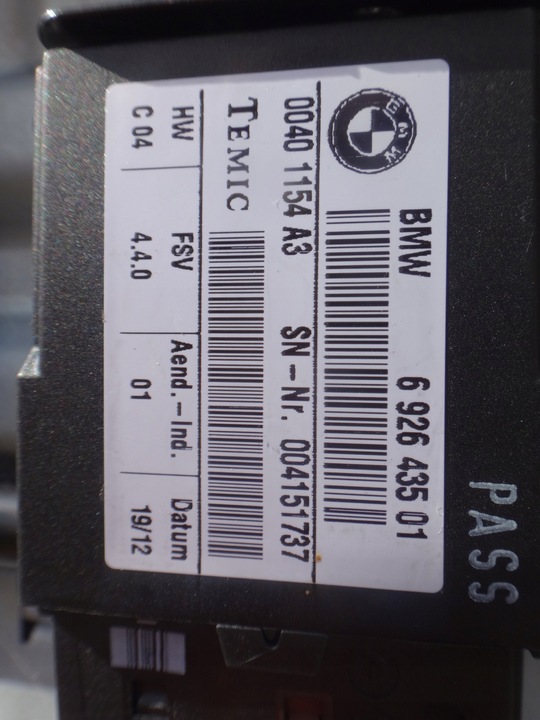 BMW
BMW 6 926 435 01
0040 1154 A3 SN-Nr. 004151737
TEMIC
HW FSV Aend.-Ind. Datum
C 04 4.4.0 01 19/12
PASS